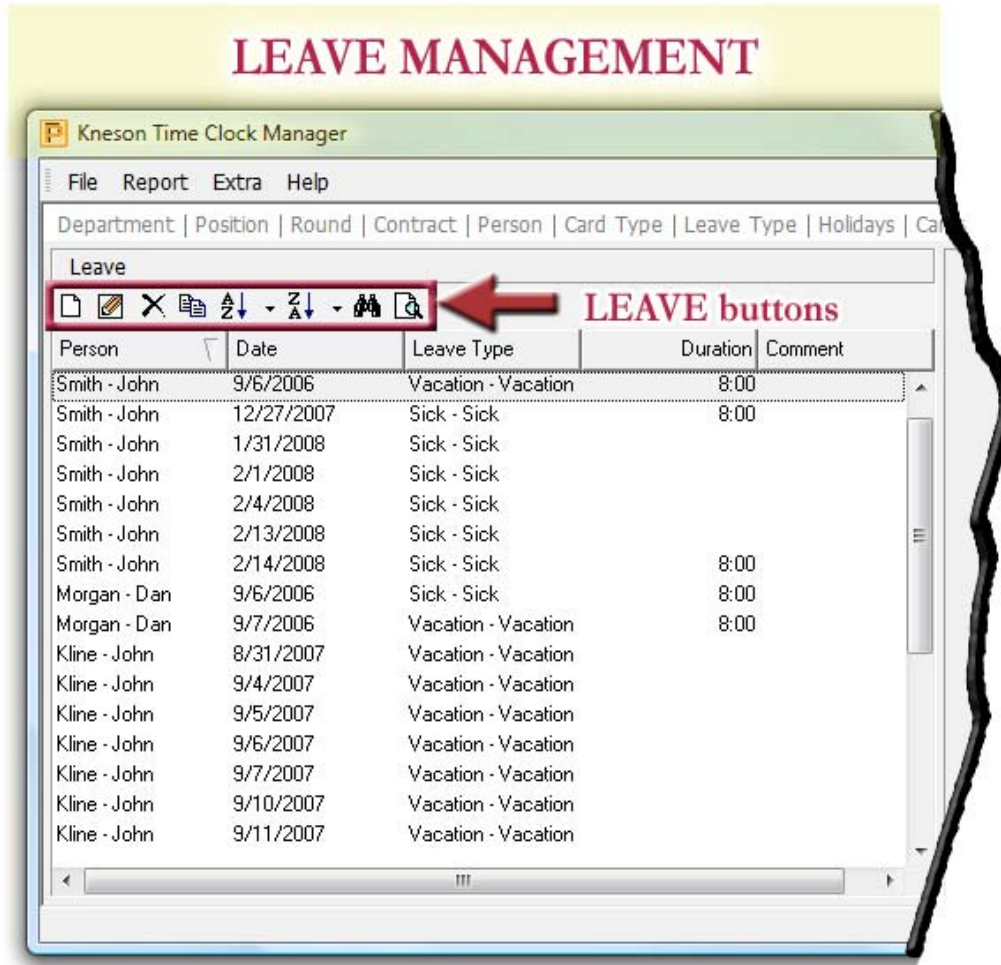 LEAVE MANAGEMENT
Kneson Time Clock Manager
File Report Extra Help
Department | Position | Round | Contract | Person | Card Type | Leave Type | Holidays |
Leave
LEAVE buttons
Person Date Leave Type Duration Comment
Smith - John 9/6/2006 Vacation - Vacation 8:00
Smith - John 12/27/2007 Sick - Sick 8:00
Smith - John 1/31/2008 Sick - Sick
Smith - John 2/1/2008 Sick - Sick
Smith - John 2/4/2008 Sick - Sick
Smith - John 2/13/2008 Sick - Sick
Smith - John 2/14/2008 Sick - Sick 8:00
Morgan - Dan 9/6/2006 Sick - Sick 8:00
Morgan - Dan 9/7/2006 Vacation - Vacation 8:00
Kline - John 8/31/2007 Vacation - Vacation
Kline - John 9/4/2007 Vacation - Vacation
Kline - John 9/5/2007 Vacation - Vacation
Kline - John 9/6/2007 Vacation - Vacation
Kline - John 9/7/2007 Vacation - Vacation
Kline - John 9/10/2007 Vacation - Vacation
Kline - John 9/11/2007 Vacation - Vacation